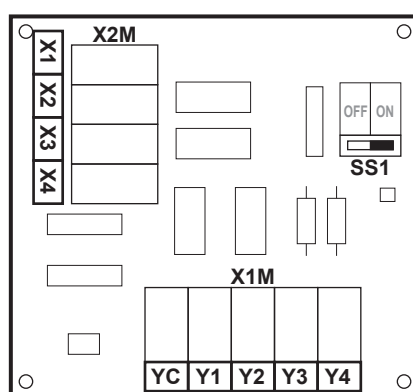 X2M
X1
X2
X3
X4
OFF ON
SS1
X1M
YC Y1 Y2 Y3 Y4